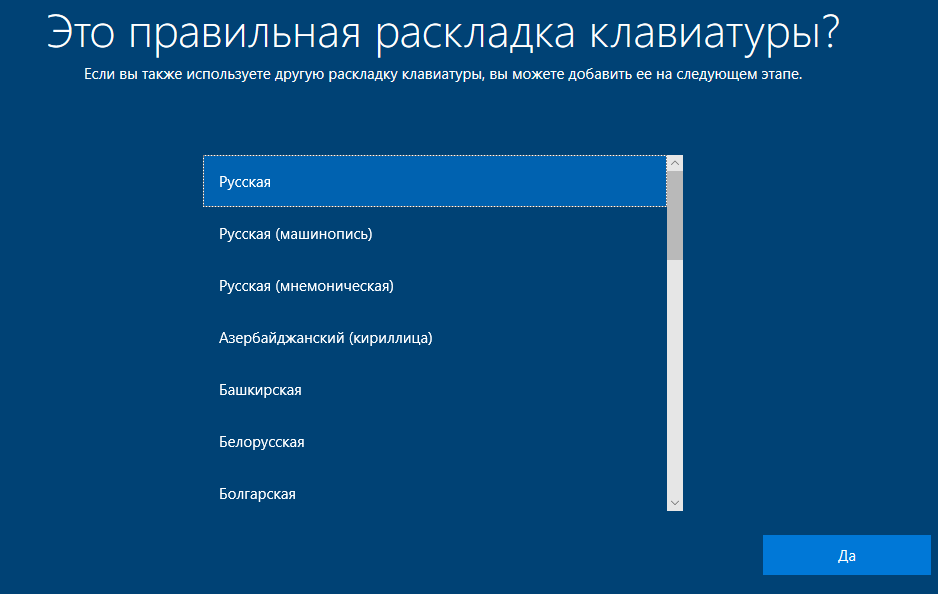 Это правильная раскладка клавиатуры?
Если вы также используете другую раскладку клавиатуры, вы можете добавить ее на следующем этапе.
Русская
Русская (машинопись)
Русская (мнемоническая)
Азербайджанский (кириллица)
Башкирская
Белорусская
Болгарская
Да